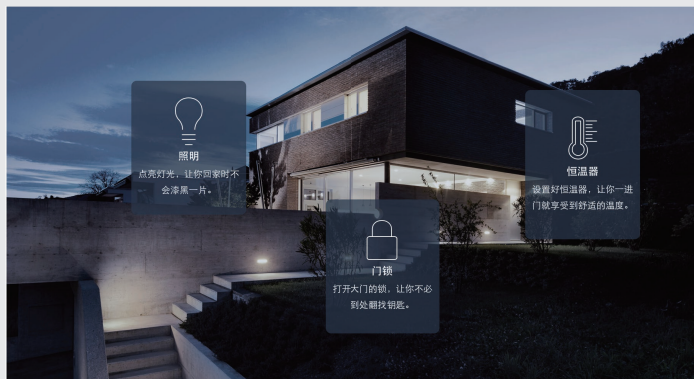 照明
点亮灯光，让你回家时不
会漆黑一片。
恒温器
设置好恒温器，让你一进
门就享受到舒适的温度。
门锁
打开大门的锁，让你不必
到处翻找钥匙。